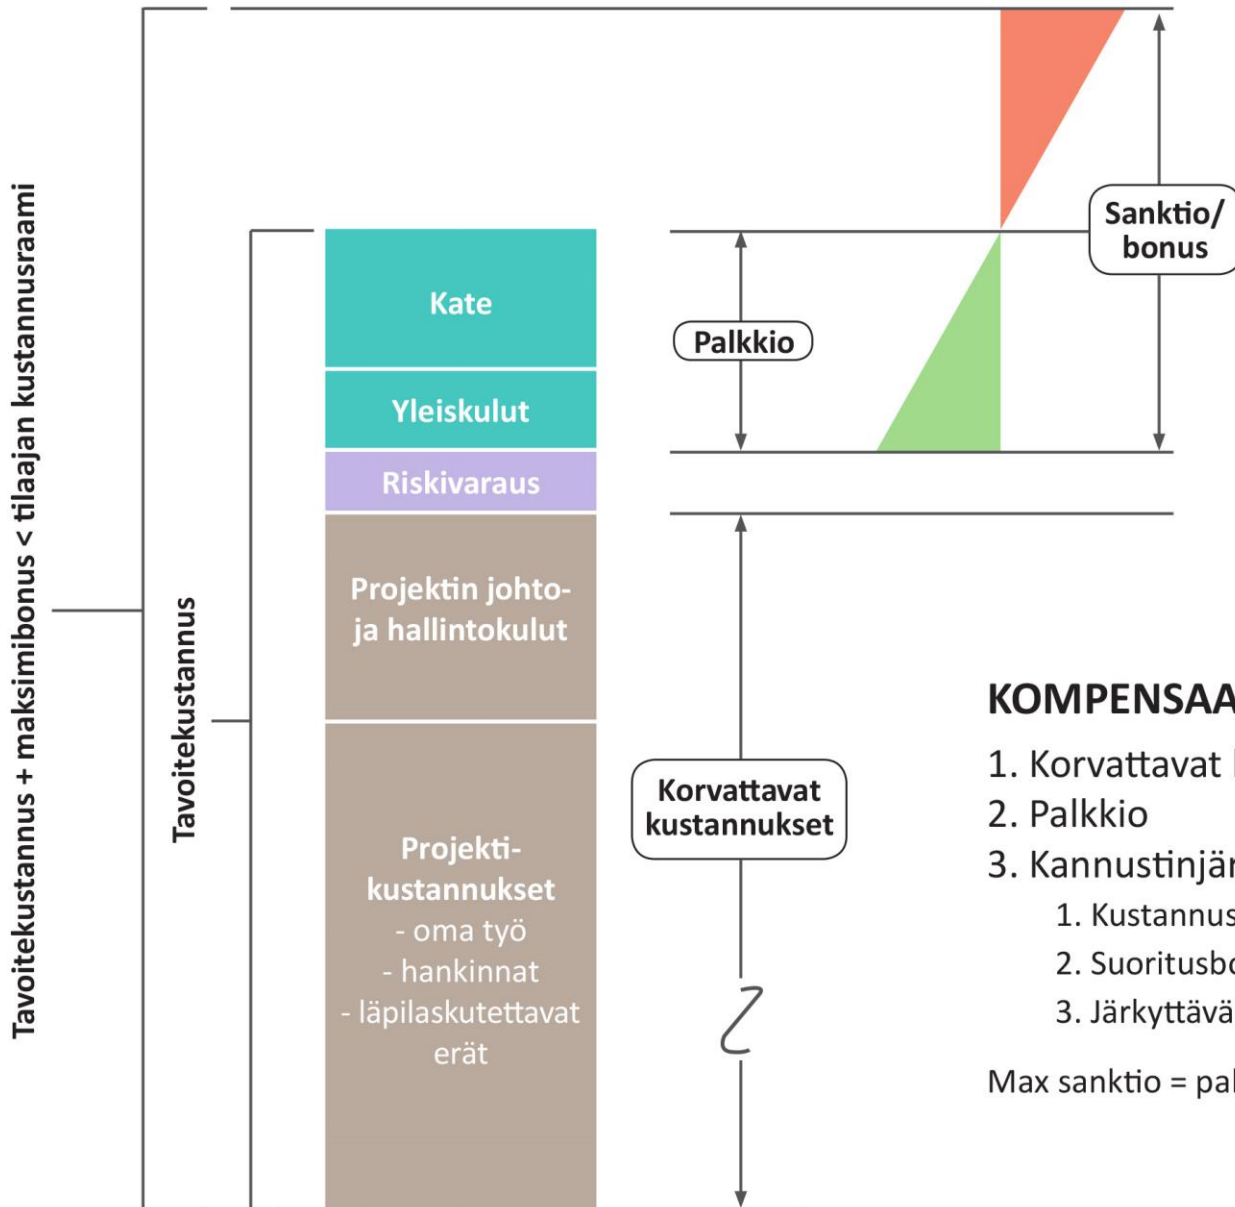 Tavoitekustannus + maksimibonus < tilaajan kustannusraami
Tavoitekustannus
Kate
Yleiskulut
Riskivaraus
Projektin johto-
ja hallintokulut
Projekti-
kustannukset
- oma työ
- hankinnat
- läpilaskutettavat
erät
Palkkio
Korvattavat
kustannukset
Sanktio/
bonus
KOMPENSAA
1. Korvattavat
2. Palkkio
3. Kannustinjär
1. Kustannus
2. Suoritusbo
3. Järkyttävä
Max sanktio = pal